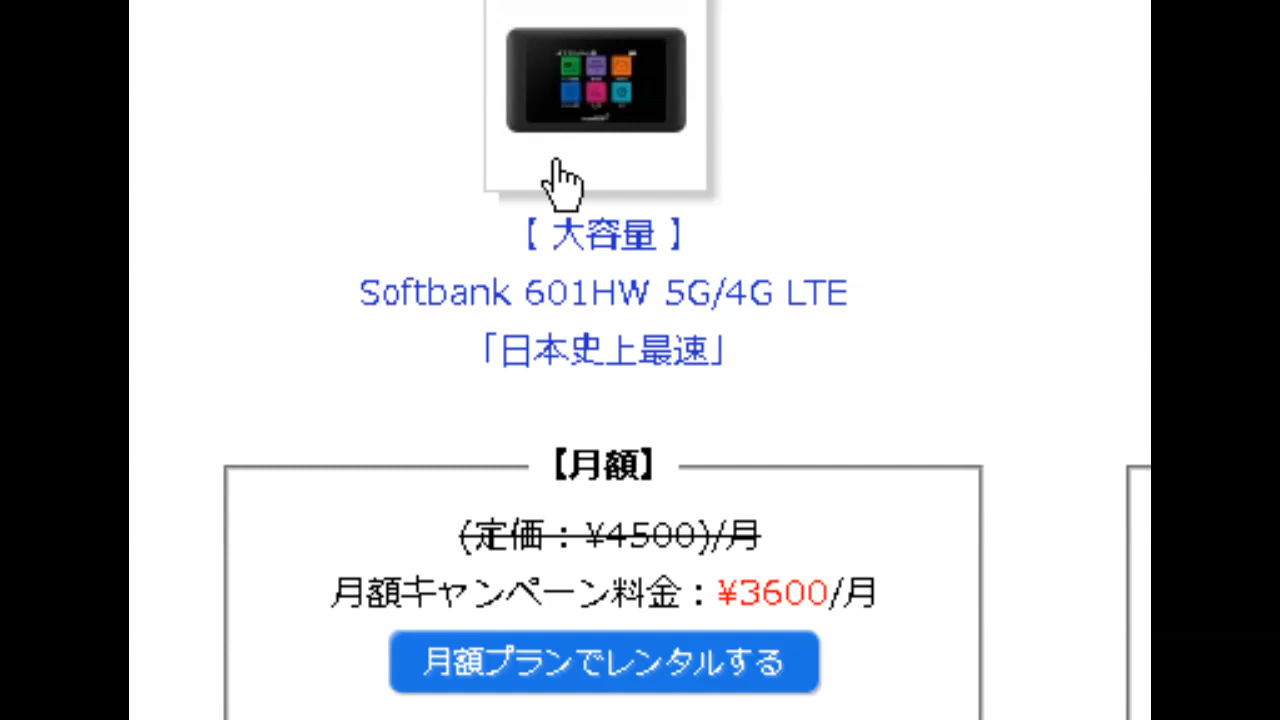 【 大容量 】
Softbank 601HW 5G/4G LTE
「日本史上最速」
【月額】
(定価：¥4500)/月
月額キャンペーン料金：¥3600/月
月額プランでレンタルする